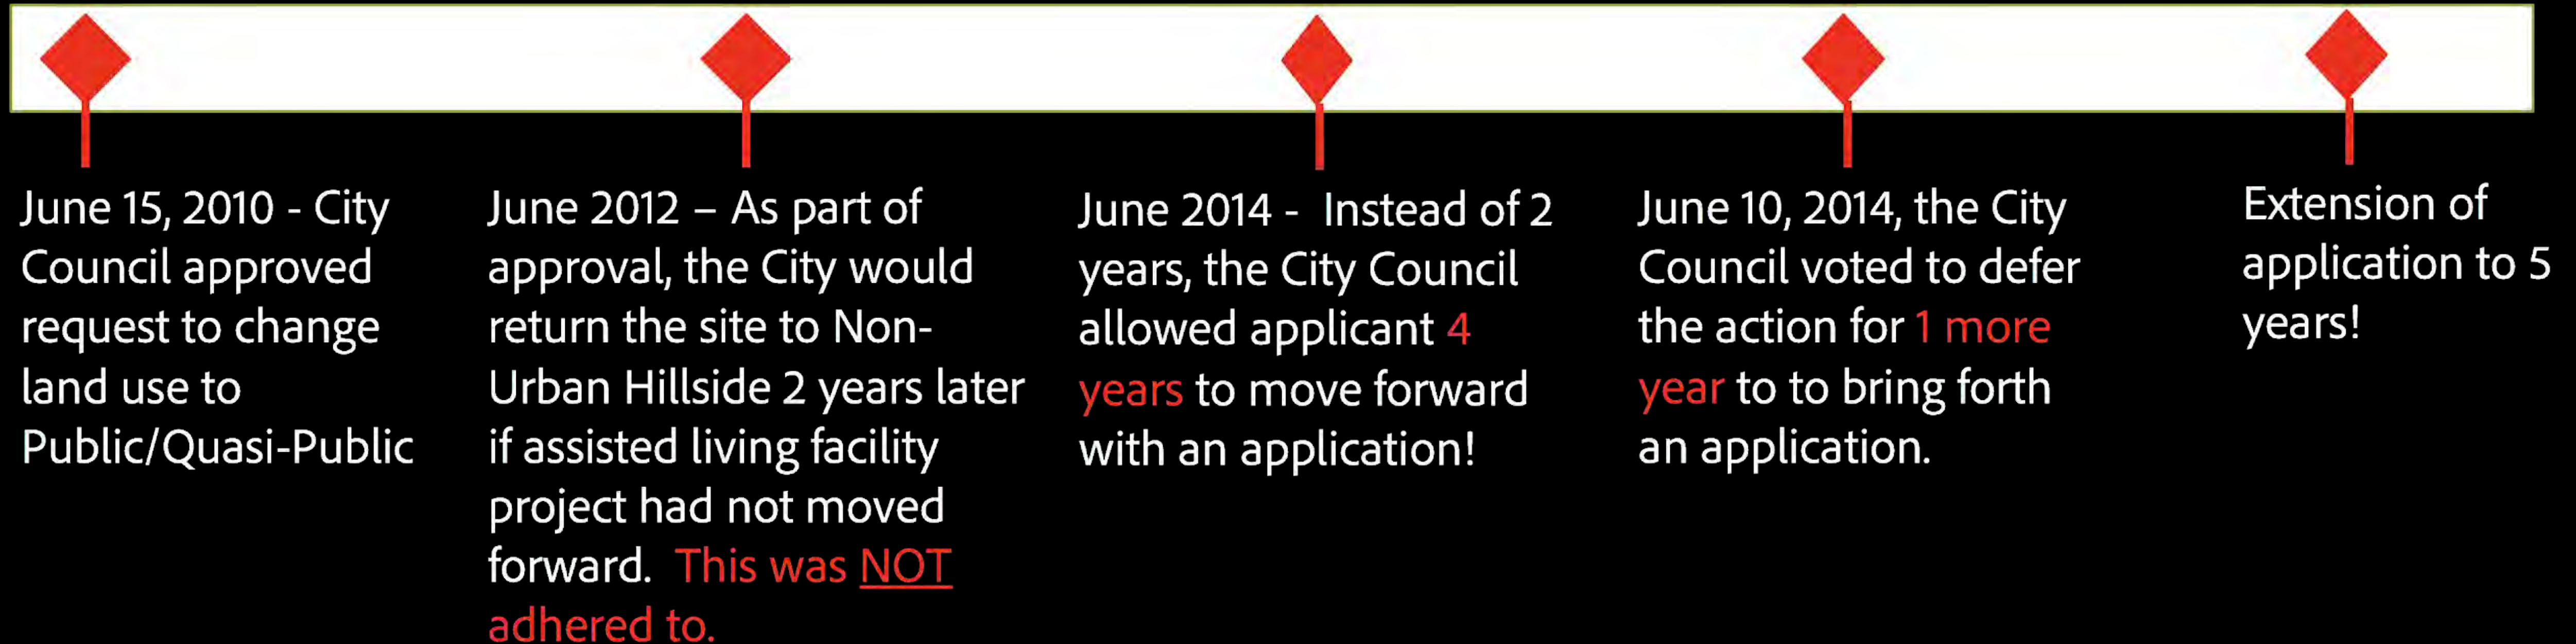 June 15, 2010 - City
Council approved
request to change
land use to
Public/Quasi-Public
June 2012 – As part of
approval, the City would
return the site to Non-
Urban Hillside 2 years later
if assisted living facility
project had not moved
forward. This was NOT
adhered to.
June 2014 - Instead of 2
years, the City Council
allowed applicant 4
years to move forward
with an application!
June 10, 2014, the City
Council voted to defer
the action for 1 more
year to to bring forth
an application.
Extension of
application to 5
years!